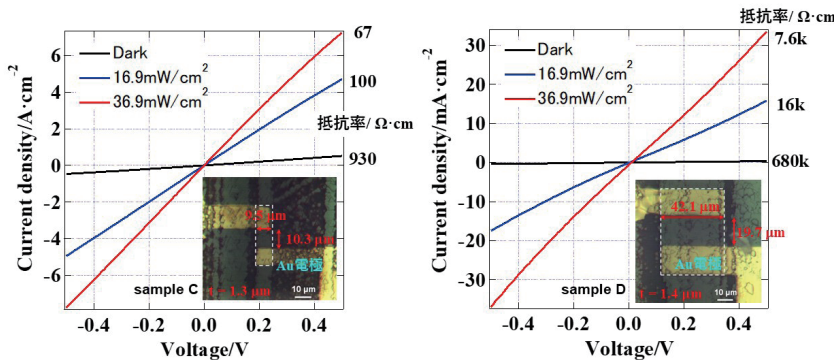 Current density/A·cm⁻²
6
4
2
0
-2
-4
-6
Dark
16.9mW/cm²
36.9mW/cm²
67
100
抵抗率/ Ω·cm
930
9.8 μm
10.3 μm
Au電極
t = 1.3 μm
10 μm
sample C
-0.4
-0.2
0.0
0.2
0.4
Voltage/V
Current density/mA·cm⁻²
30
20
10
0
-10
-20
-30
Dark
16.9mW/cm²
36.9mW/cm²
抵抗率/ Ω·cm
7.6k
16k
680k
42.1 μm
19.7 μm
Au電極
t = 1.4 μm
10 μm
sample D
-0.4
-0.2
0.0
0.2
0.4
Voltage/V